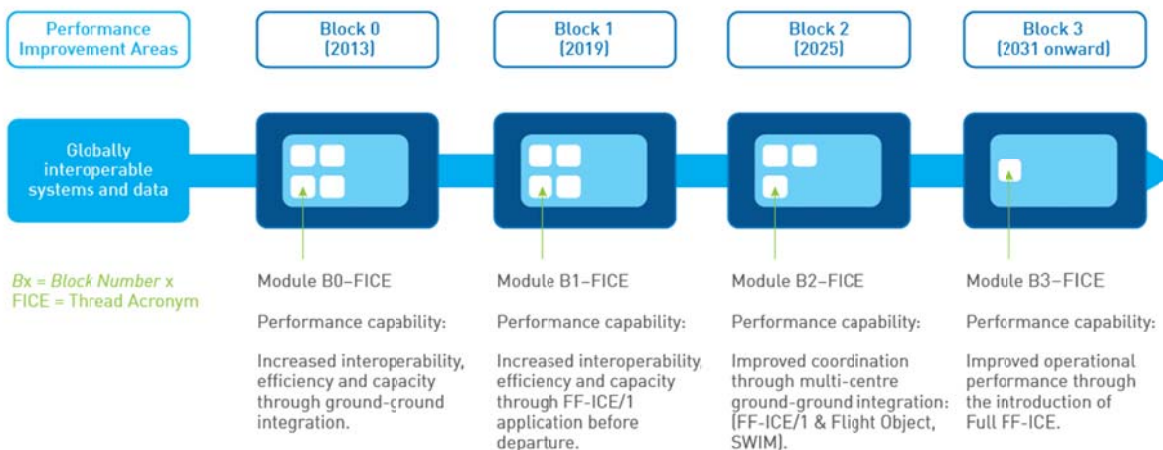 Performance
Improvement Areas
Block 0
(2013)
Block 1
(2019)
Block 2
(2025)
Block 3
(2031 onward)
Globally
interoperable
systems and data
Bx = Block Number x
FICE = Thread Acronym
Module B0–FICE
Performance capability:
Increased interoperability,
efficiency and capacity
through ground-ground
integration.
Module B1–FICE
Performance capability:
Increased interoperability,
efficiency and capacity
through FF-ICE/1
application before
departure.
Module B2–FICE
Performance capability:
Improved coordination
through multi-centre
ground-ground integration:
(FF-ICE/1 & Flight Object,
SWIM).
Module B3–FICE
Performance capability:
Improved operational
performance through
the introduction of
Full FF-ICE.